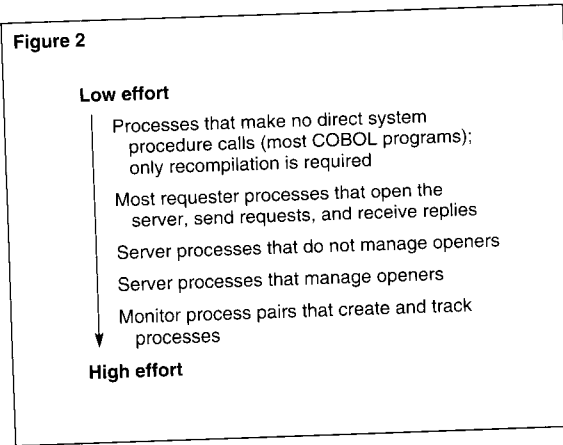 Figure 2
Low effort
Processes that make no direct system
procedure calls (most COBOL programs);
only recompilation is required
Most requester processes that open the
server, send requests, and receive replies
Server processes that do not manage openers
Server processes that manage openers
Monitor process pairs that create and track
processes
High effort